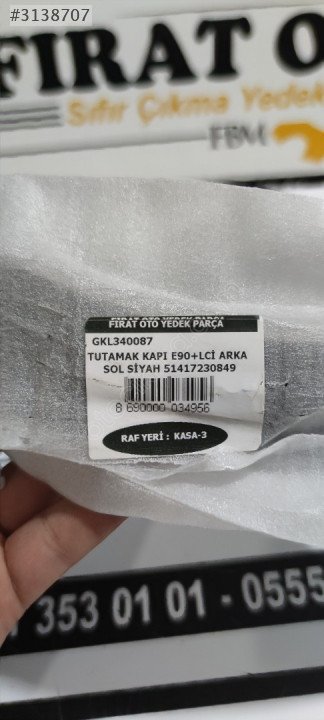 #3138707
FIRAT O
Sıfır Çıkma Yedek
FBM
FIRAT OTO YEDEK PARÇA
GKL340087
TUTAMAK KAPI E90+LCİ ARKA
SOL SİYAH 51417230849
8 690000 034956
RAF YERİ : KASA-3
353 01 01 - 0555